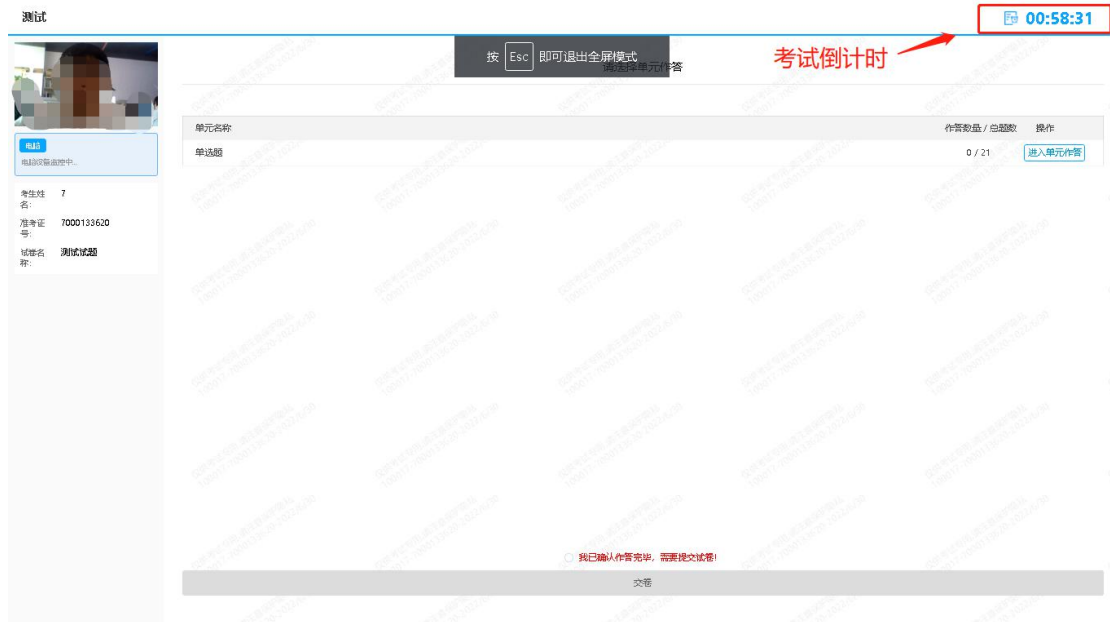 测试
00:58:31
按 Esc 即可退出全屏模式
请选择单元作答
考试倒计时
单元名称 作答数量 / 总题数 操作
单选题 0 / 21 进入单元作答
电脑
电脑设备监控中...
考生姓名: 7
准考证号: 7000133620
试卷名称: 测试试题
我已确认作答完毕，需要提交试卷!
交卷